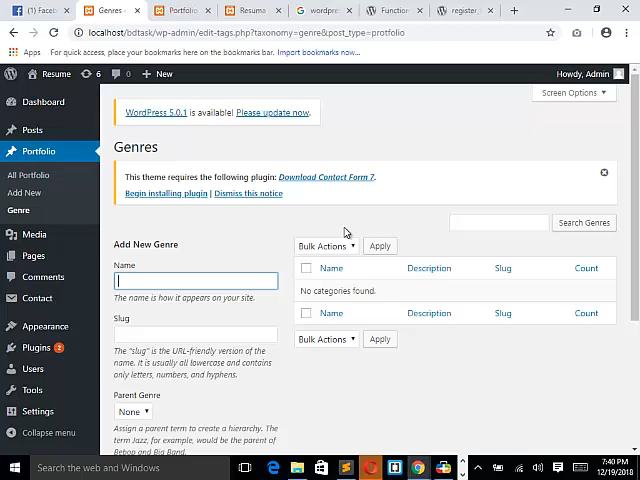 (1) Faceb
Genres -
Portfolio
Resuma
wordpre
Function
register_
localhost/bdtask/wp-admin/edit-tags.php?taxonomy=genre&post_type=protfolio
Apps For quick access, place your bookmarks here on the bookmarks bar. Import bookmarks now...
Resume 6 0 + New Howdy, Admin
Screen Options
Dashboard
Posts
Portfolio
All Portfolio
Add New
Genre
Media
Pages
Comments
Contact
Appearance
Plugins 2
Users
Tools
Settings
Collapse menu
WordPress 5.0.1 is available! Please update now.
Genres
This theme requires the following plugin: Download Contact Form 7.
Begin installing plugin | Dismiss this notice
Search Genres
Add New Genre
Name
The name is how it appears on your site.
Slug
The "slug" is the URL-friendly version of the
name. It is usually all lowercase and contains
only letters, numbers, and hyphens.
Parent Genre
None
Assign a parent term to create a hierarchy. The
term Jazz, for example, would be the parent of
Bebop and Big Band.
Bulk Actions Apply
Name Description Slug Count
No categories found.
Name Description Slug Count
Bulk Actions Apply
Search the web and Windows
7:40 PM
12/19/2018